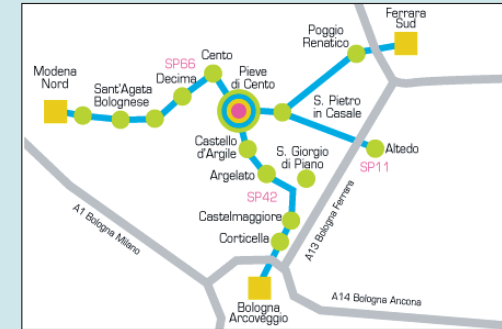 Ferrara
Sud
Poggio
Renatico
Cento
SP66
Pieve
di Cento
Decima
Modena
Nord
Sant'Agata
Bolognese
S. Pietro
in Casale
Castello
d'Argile
S. Giorgio
di Piano
Altedo
SP11
Argelato
SP42
Castelmaggiore
Corticella
A1 Bologna Milano
A13 Bologna Ferrara
A14 Bologna Ancona
Bologna
Arcoveggio